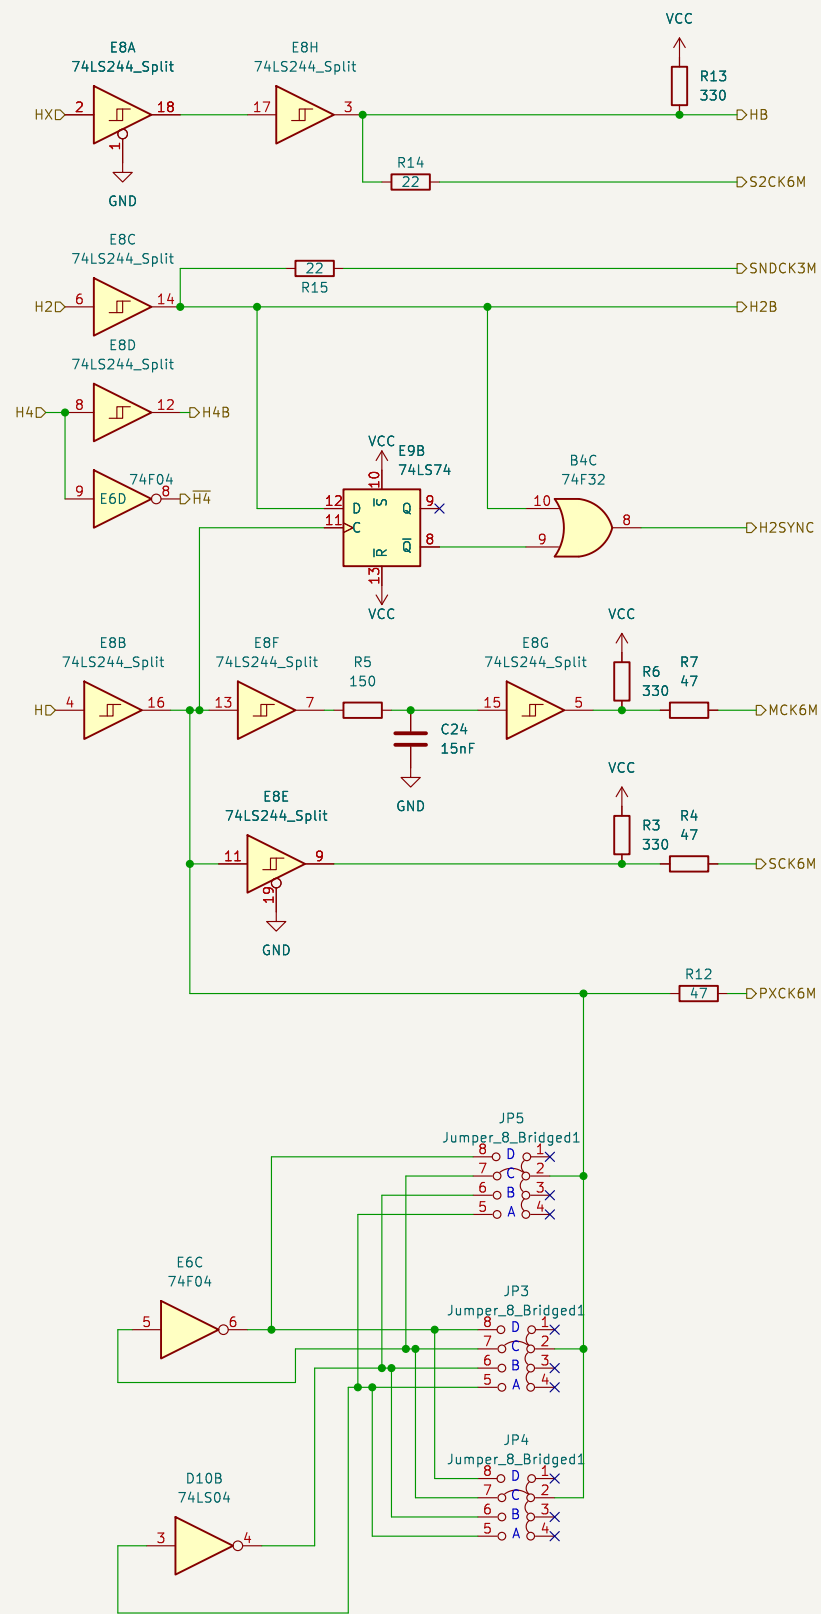 VCC
E8A
74LS244_Split
E8H
74LS244_Split
R13
330
HX
2
18
17
3
HB
1
GND
R14
22
S2CK6M
E8C
74LS244_Split
22
R15
SNDCK3M
H2
6
14
H2B
E8D
74LS244_Split
H4
8
12
H4B
VCC
E9B
74LS74
74F04
9
E6D
8
H4
10
B4C
74F32
12
D
S
Q
9
10
11
C
8
H2SYNC
R
Q
8
9
13
VCC
VCC
E8B
74LS244_Split
E8F
74LS244_Split
R5
150
E8G
74LS244_Split
R6
330
R7
47
H
4
16
13
7
15
5
MCK6M
C24
15nF
GND
VCC
E8E
74LS244_Split
R3
330
R4
47
11
9
SCK6M
19
GND
R12
47
PXCK6M
JP5
Jumper_8_Bridged1
8
D
1
7
C
2
6
B
3
5
A
4
E6C
74F04
JP3
Jumper_8_Bridged1
5
6
8
D
1
7
C
2
6
B
3
5
A
4
JP4
Jumper_8_Bridged1
D10B
74LS04
8
D
1
7
C
2
6
B
3
5
A
4
3
4